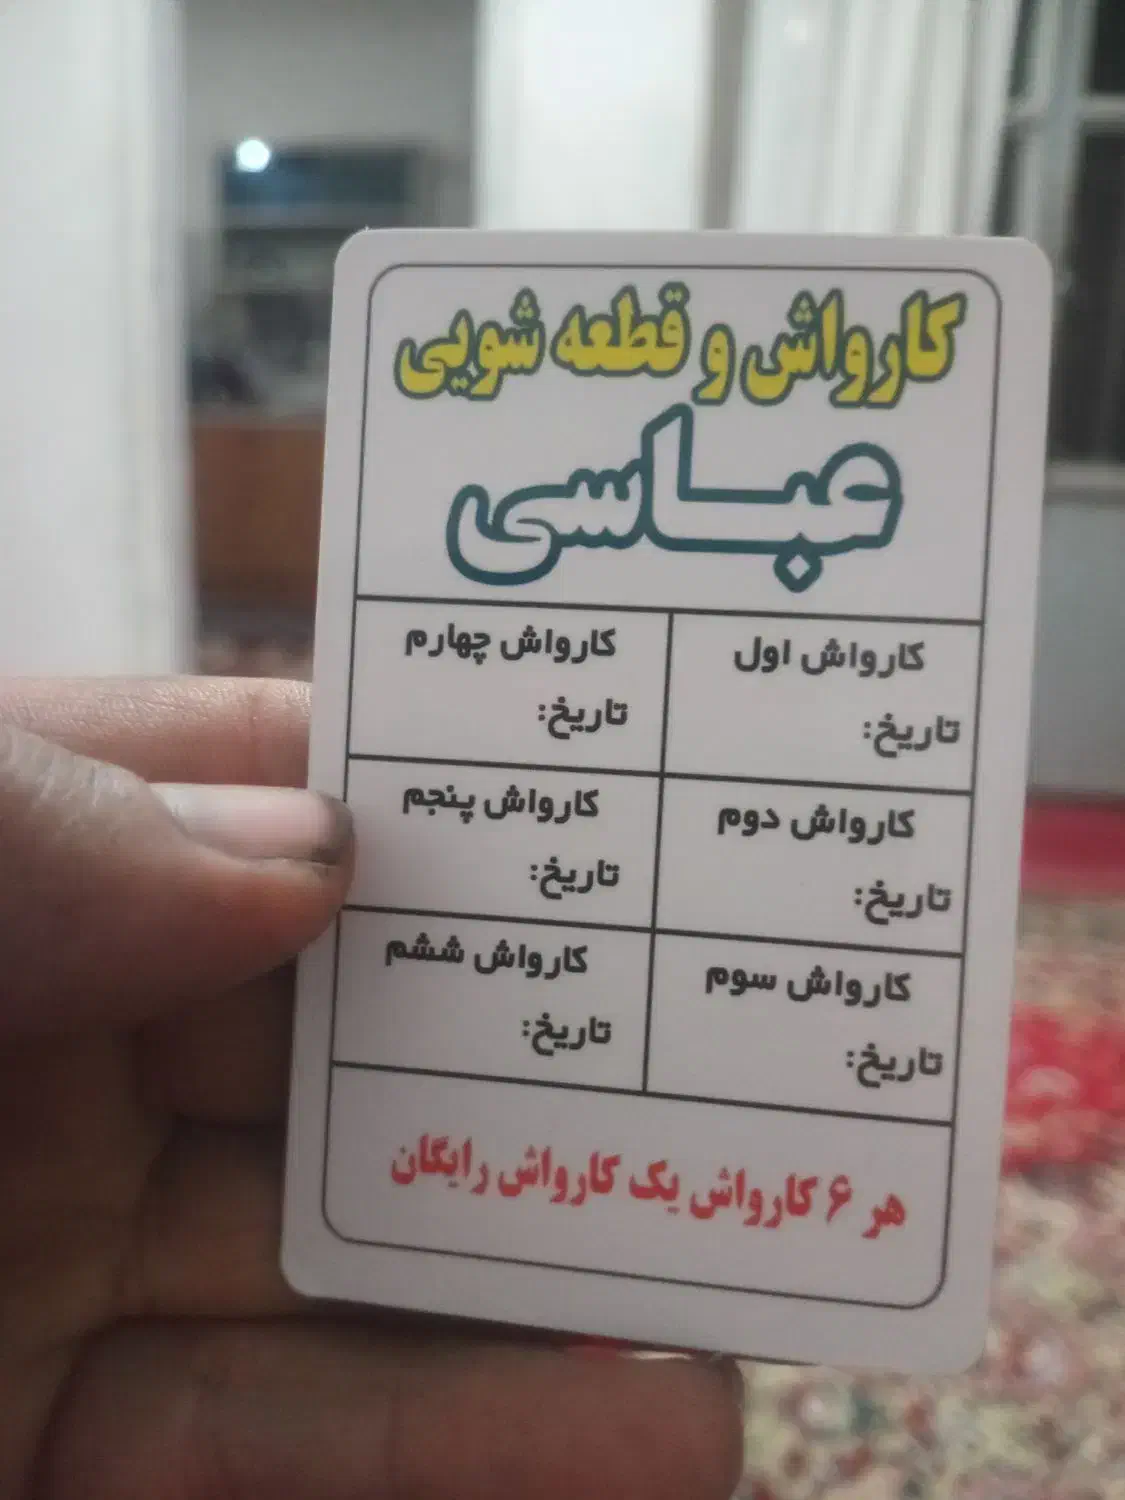 کارواش و قطعه شویی
عباسی
کارواش اول
تاریخ:
کارواش دوم
تاریخ:
کارواش سوم
تاریخ:
کارواش چهارم
تاریخ:
کارواش پنجم
تاریخ:
کارواش ششم
تاریخ:
هر ۶ کارواش یک کارواش رایگان